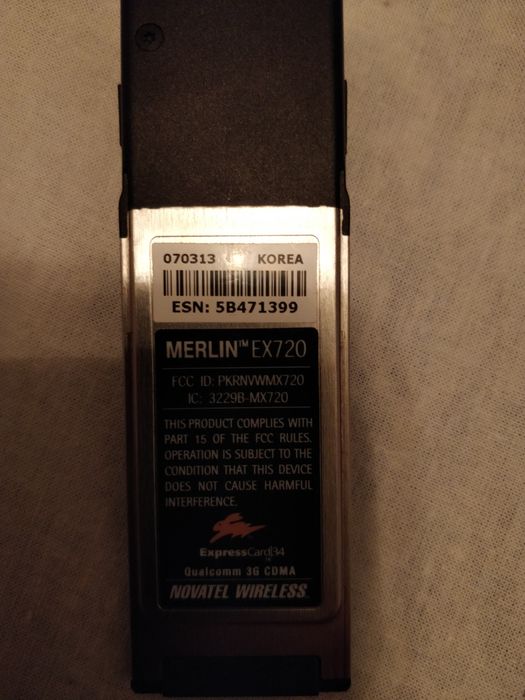 070313 KOREA
ESN: 5B471399
MERLIN™ EX720
FCC ID: PKRNVWMX720
IC: 3229B-MX720
THIS PRODUCT COMPLIES WITH
PART 15 OF THE FCC RULES.
OPERATION IS SUBJECT TO THE
CONDITION THAT THIS DEVICE
DOES NOT CAUSE HARMFUL
INTERFERENCE.
ExpressCard|34
Qualcomm 3G CDMA
NOVATEL WIRELESS.